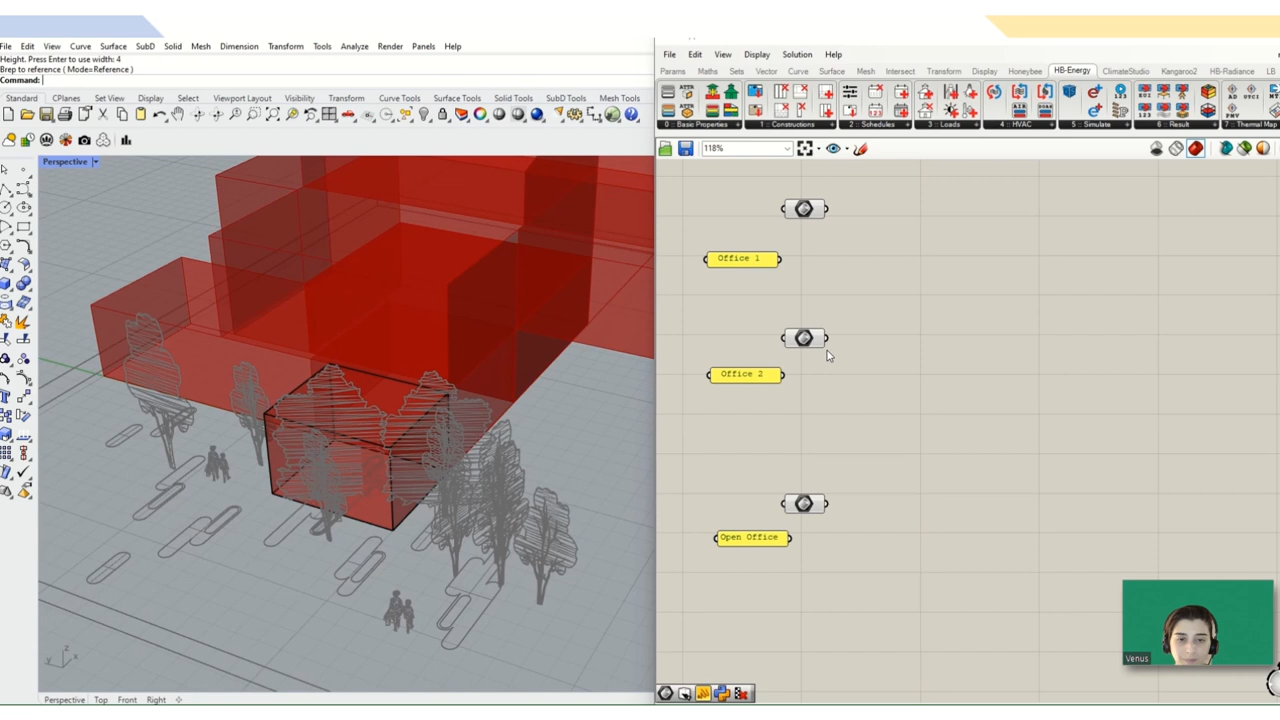 File Edit View Curve Surface SubD Solid Mesh Dimension Transform Tools Analyze Render Panels Help
Height. Press Enter to use width: 4
Brep to reference ( Mode=Reference )
Command:
Standard CPlanes Set View Display Select Viewport Layout Visibility Transform Curve Tools Surface Tools Solid Tools SubD Tools Mesh Tools
Perspective
z
y x
Perspective Top Front Right
File Edit View Display Solution Help
Params Maths Sets Vector Curve Surface Mesh Intersect Transform Display Honeybee HB-Energy ClimateStudio Kangaroo2 HB-Radiance LB
0 :: Basic Properties 1 :: Constructions 2 :: Schedules 3 :: Loads 4 :: HVAC 5 :: Simulate 6 :: Result 7 :: Thermal Map
118%
Office 1
Office 2
Open Office
Venus